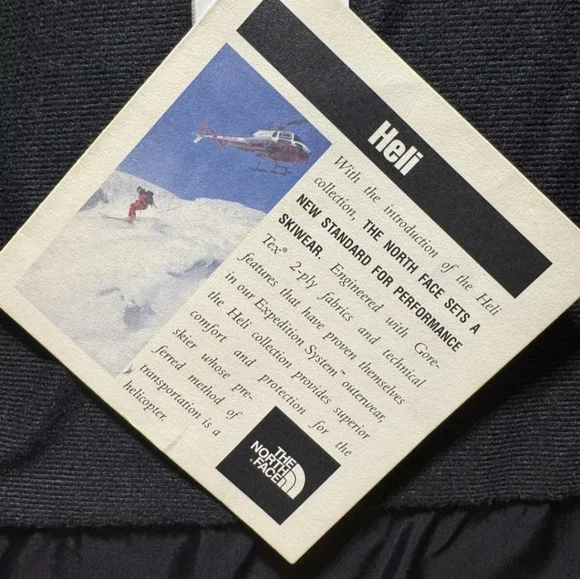 Heli
With the introduction of the Heli
collection, THE NORTH FACE SETS A
NEW STANDARD FOR PERFORMANCE
SKIWEAR. Engineered with Gore-
Tex® 2-ply fabrics and technical
features that have proven themselves
in our Expedition System™ outerwear,
the Heli collection provides superior
comfort and protection for the
skier whose pre-
ferred method of
transportation is a
helicopter.
THE
NORTH
FACE